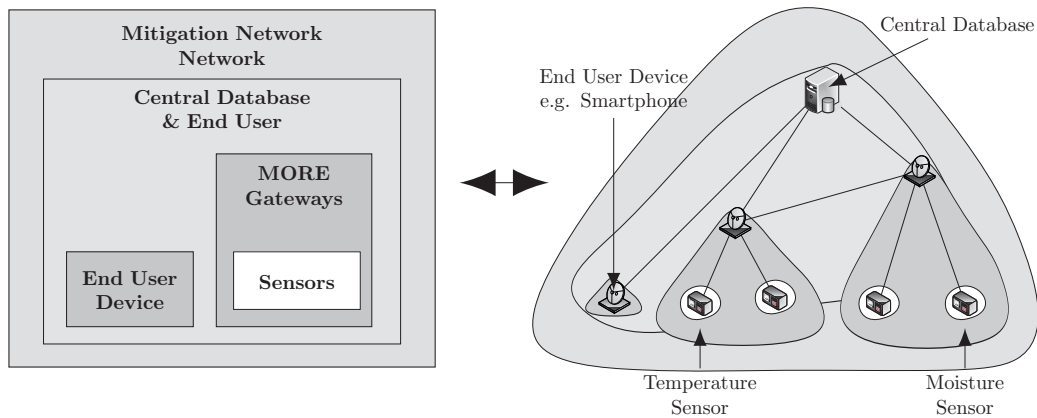 Mitigation Network
Network
Central Database
& End User
MORE
Gateways
End User
Device
Sensors
Central Database
End User Device
e.g. Smartphone
Temperature
Sensor
Moisture
Sensor